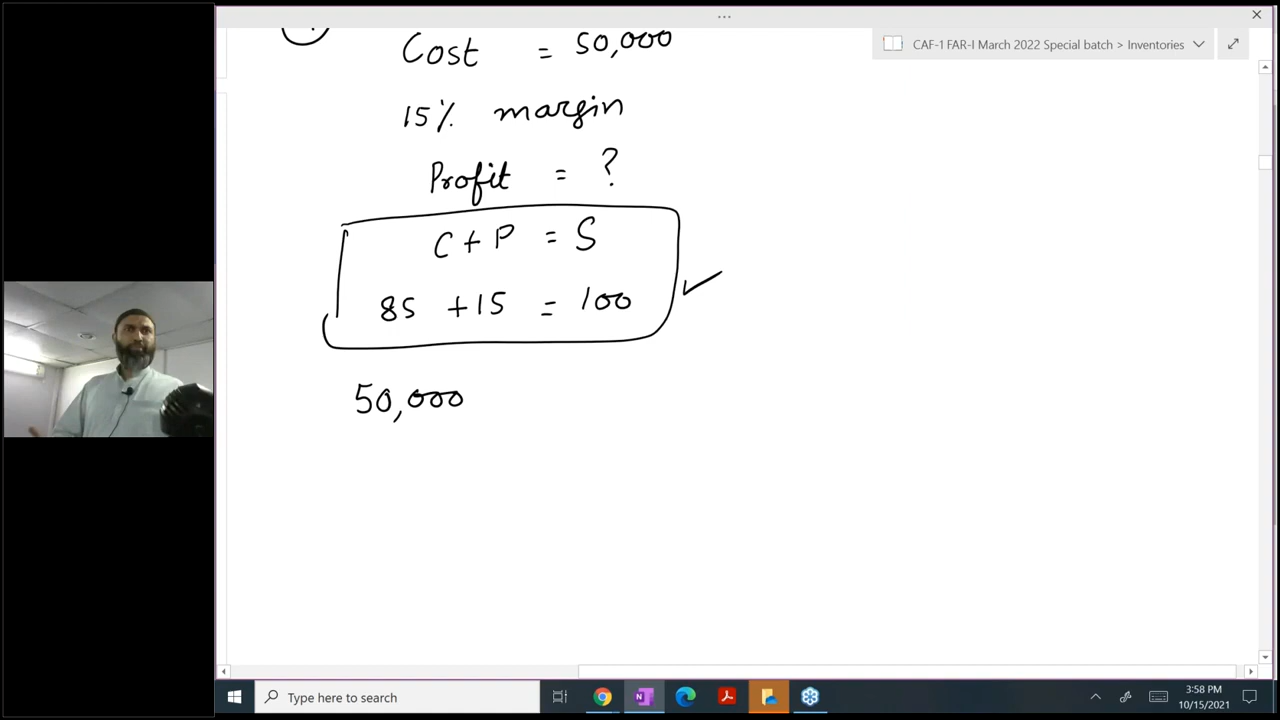 ...
CAF-1 FAR-I March 2022 Special batch > Inventories
Cost = 50,000
15% margin
Profit = ?
C + P = S
85 + 15 = 100
50,000
Type here to search
3:58 PM
10/15/2021